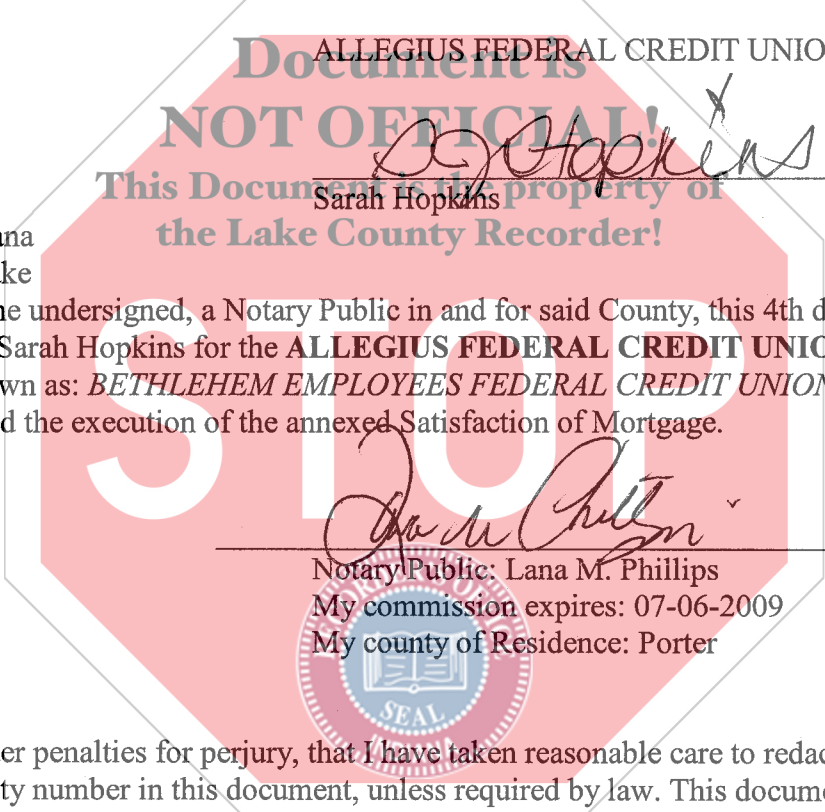 ALLEGIUS FEDERAL CREDIT UNIO
Document is
NOT OFFICIAL!
Hopkins
This Document is the property of
Sarah Hopkins
the Lake County Recorder!
ana
ke
he undersigned, a Notary Public in and for said County, this 4th d
Sarah Hopkins for the ALLEGIUS FEDERAL CREDIT UNIO
wn as: BETHLEHEM EMPLOYEES FEDERAL CREDIT UNION
d the execution of the annexed Satisfaction of Mortgage.
STOP
Notary Public: Lana M. Phillips
My commission expires: 07-06-2009
My county of Residence: Porter
SEAL
er penalties for perjury, that I have taken reasonable care to redac
ty number in this document, unless required by law. This docume